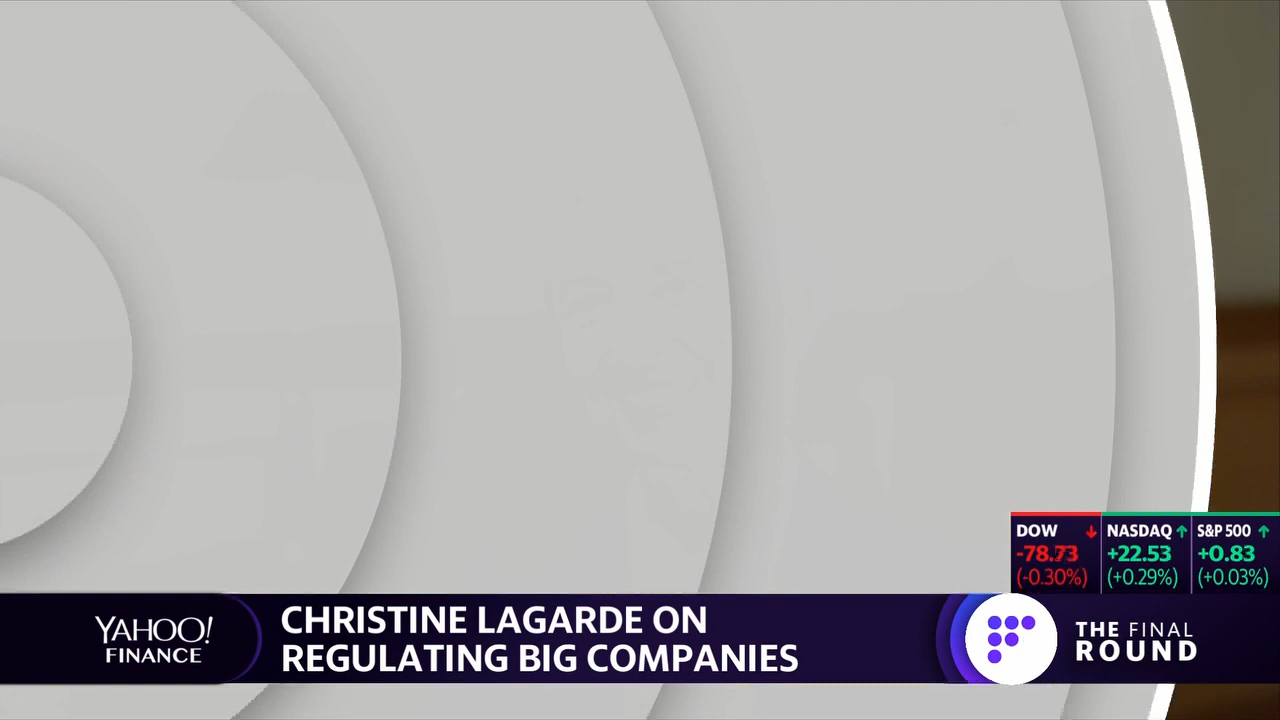 DOW
-78.73
(-0.30%)
NASDAQ
+22.53
(+0.29%)
S&P 500
+0.83
(+0.03%)
YAHOO!
FINANCE
CHRISTINE LAGARDE ON
REGULATING BIG COMPANIES
THE FINAL
ROUND